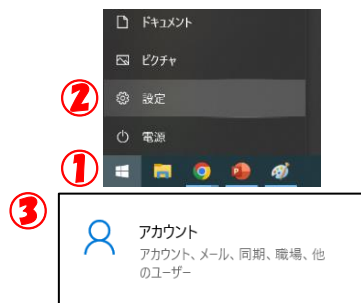 ドキュメント
ピクチャ
② 設定
電源
①
③
アカウント
アカウント、メール、同期、職場、他
のユーザー